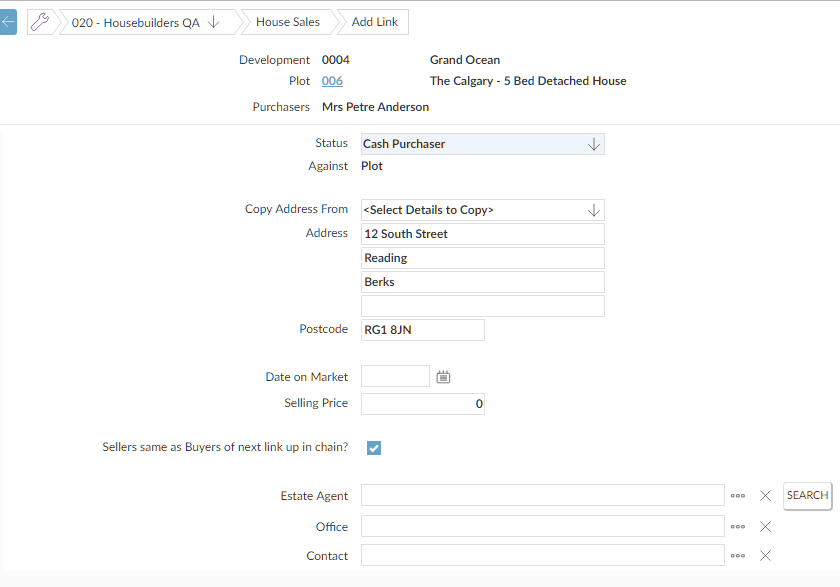 020 - Housebuilders QA House Sales Add Link
Development 0004 Grand Ocean
Plot 006 The Calgary - 5 Bed Detached House
Purchasers Mrs Petre Anderson
Status Cash Purchaser
Against Plot
Copy Address From <Select Details to Copy>
Address 12 South Street
Reading
Berks
Postcode RG1 8JN
Date on Market
Selling Price 0
Sellers same as Buyers of next link up in chain?
Estate Agent SEARCH
Office
Contact